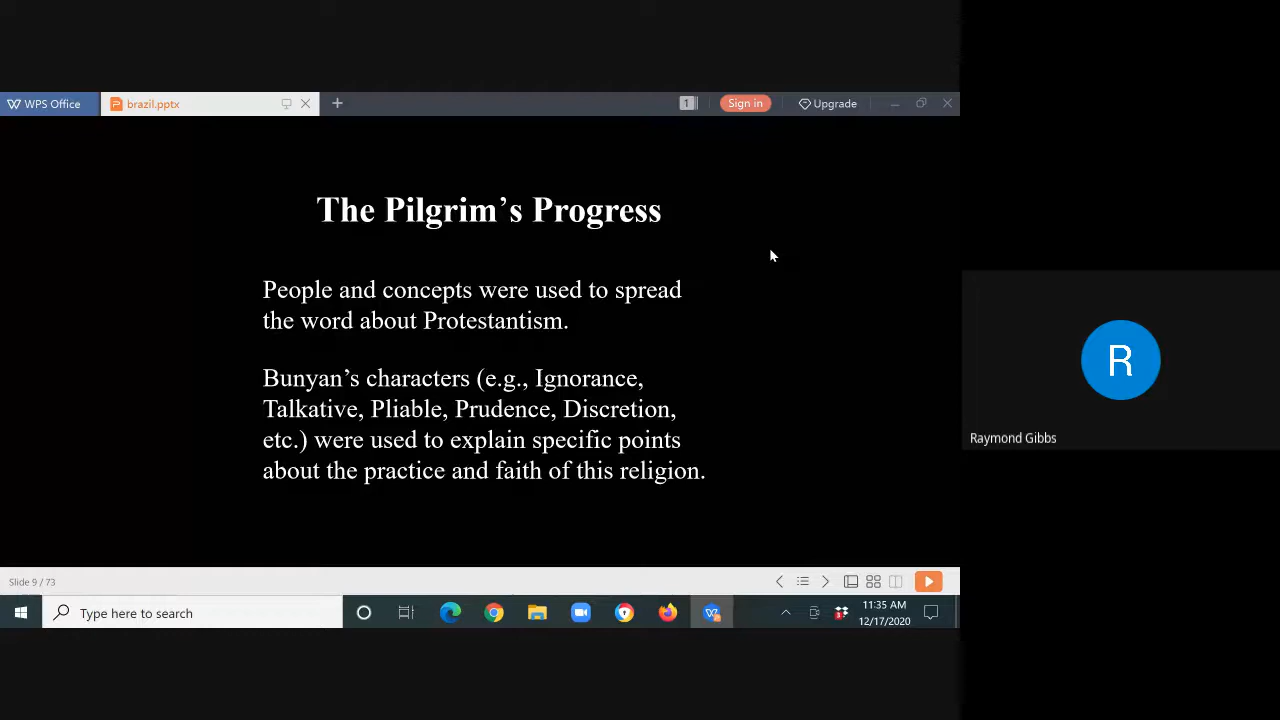 WPS Office
brazil.pptx
1
Sign in
Upgrade
The Pilgrim's Progress
People and concepts were used to spread
the word about Protestantism.
Bunyan's characters (e.g., Ignorance,
Talkative, Pliable, Prudence, Discretion,
etc.) were used to explain specific points
about the practice and faith of this religion.
R
Raymond Gibbs
Slide 9 / 73
Type here to search
11:35 AM
12/17/2020